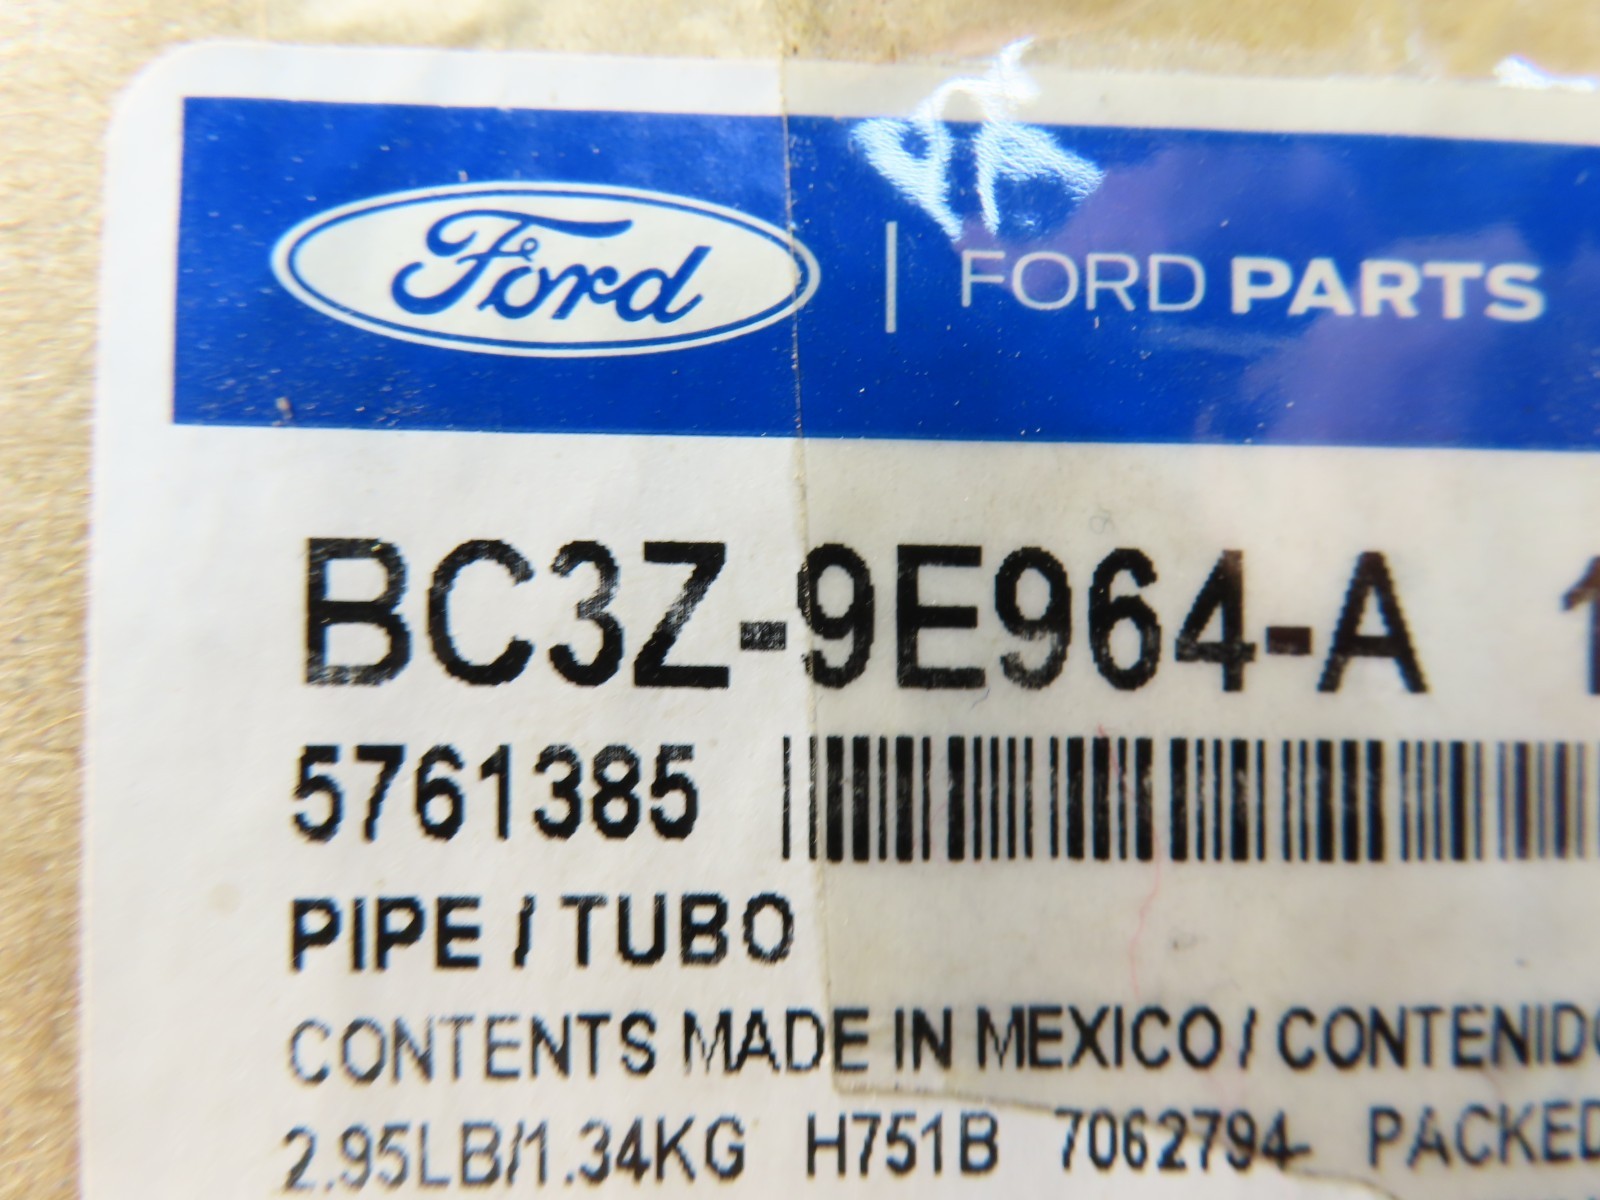 Ford | FORD PARTS
BC3Z-9E964-A 1
5761385
PIPE / TUBO
CONTENTS MADE IN MEXICO / CONTENIDO
2.95LB/1.34KG H751B 7062794- PACKED